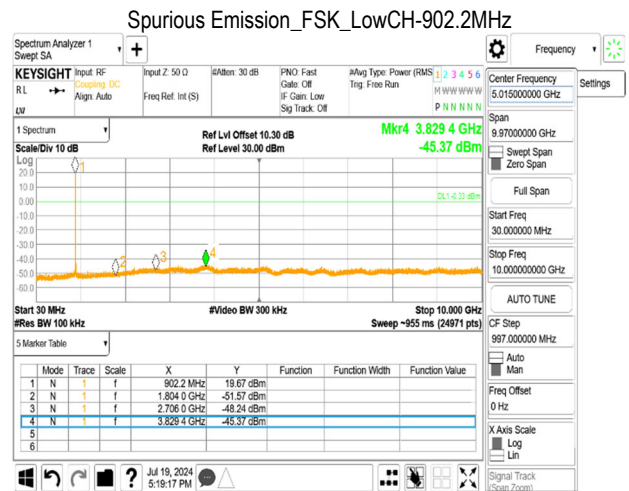 Spurious Emission_FSK_LowCH-902.2MHz
Spectrum Analyzer 1
Swept SA
Frequency
KEYSIGHT Input: RF
Coupling: DC
Align: Auto
Input Z: 50 Ω
Freq Ref: Int (S)
#Atten: 30 dB
PNO: Fast
Gate: Off
IF Gain: Low
Sig Track: Off
#Avg Type: Power (RMS
Trig: Free Run
1 2 3 4 5 6
M W W W W W
P N N N N N
RL
Center Frequency
5.015000000 GHz
Settings
Span
9.97000000 GHz
Swept Span
Zero Span
Full Span
Start Freq
30.000000 MHz
Stop Freq
10.000000000 GHz
AUTO TUNE
CF Step
997.000000 MHz
Auto
Man
Freq Offset
0 Hz
X Axis Scale
Log
Lin
Signal Track
(Span Zoom)
1 Spectrum
Scale/Div 10 dB
Ref Lvl Offset 10.30 dB
Ref Level 30.00 dBm
Mkr4 3.829 4 GHz
-45.37 dBm
Log
20.0
10.0
0.00
-10.0
-20.0
-30.0
-40.0
-50.0
-60.0
1
2
3
4
DL1 -0.33 dBm
Start 30 MHz
#Res BW 100 kHz
#Video BW 300 kHz
Stop 10.000 GHz
Sweep ~955 ms (24971 pts)
5 Marker Table
Mode Trace Scale X Y Function Function Width Function Value
1 N 1 f 902.2 MHz 19.67 dBm
2 N 1 f 1.804 0 GHz -51.57 dBm
3 N 1 f 2.706 0 GHz -48.24 dBm
4 N 1 f 3.829 4 GHz -45.37 dBm
5
6
?
Jul 19, 2024
5:19:17 PM